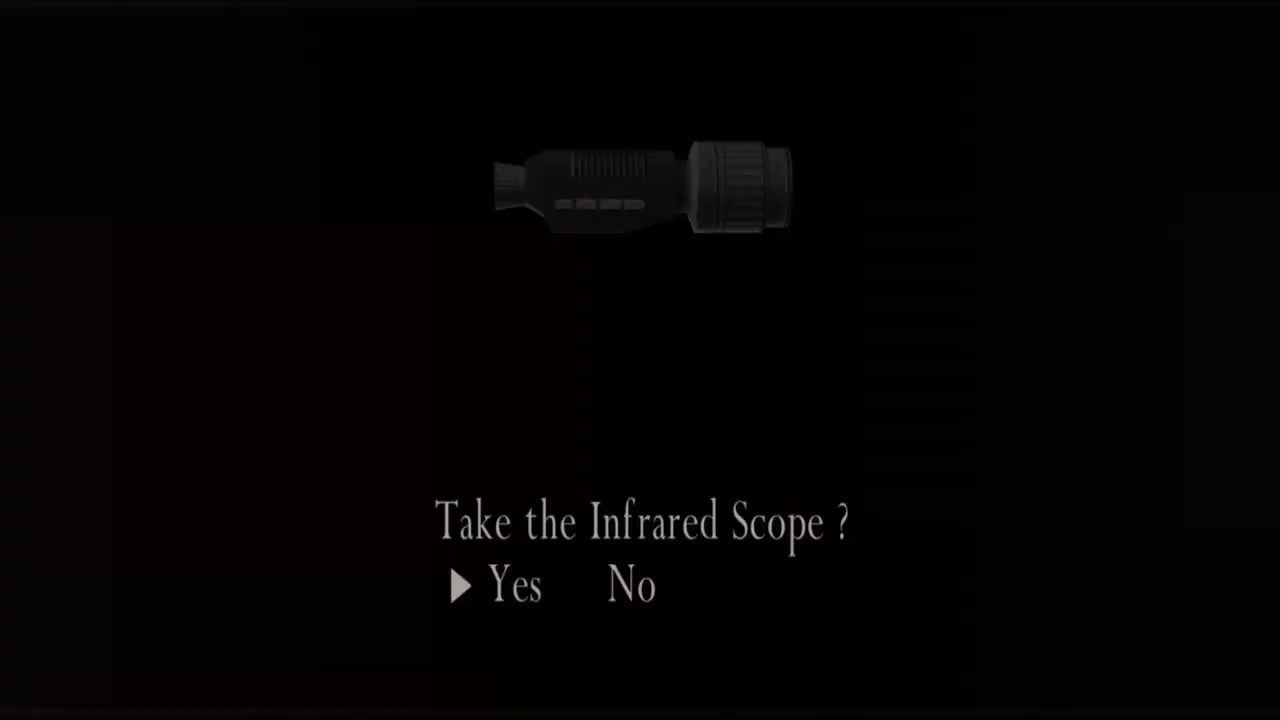 Take the Infrared Scope ?
Yes No